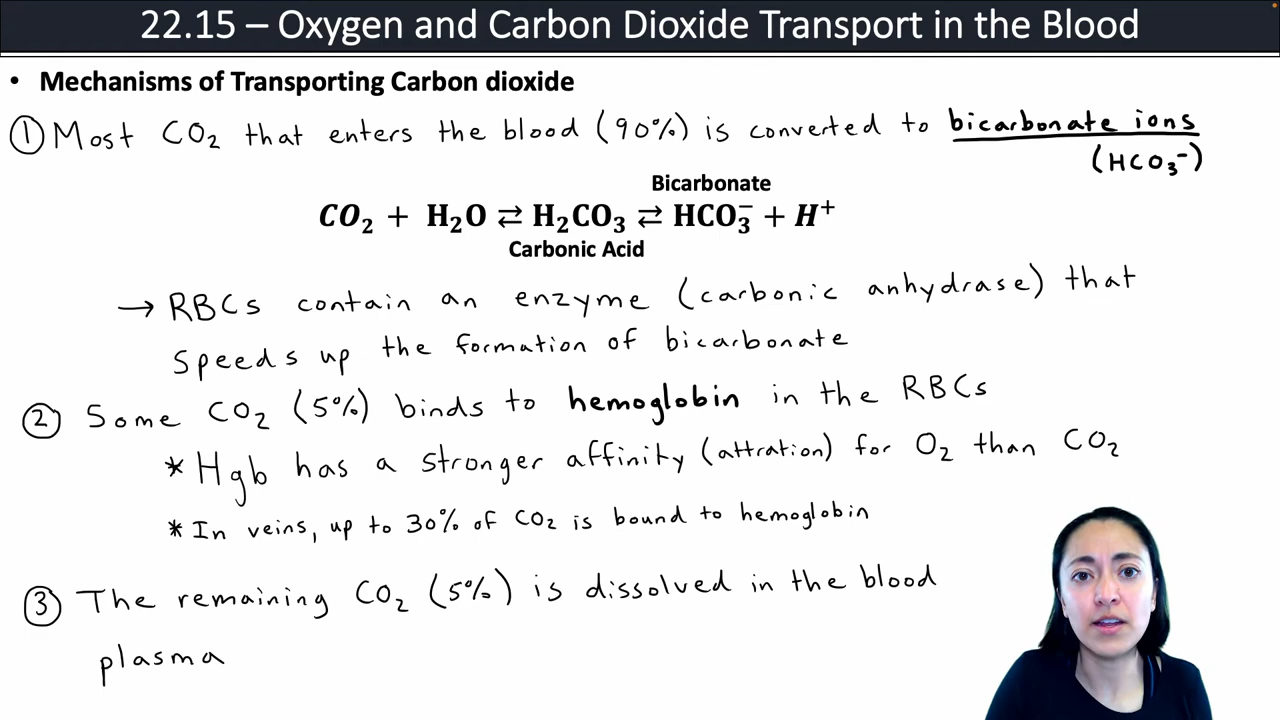 22.15 – Oxygen and Carbon Dioxide Transport in the Blood
• Mechanisms of Transporting Carbon dioxide
① Most CO₂ that enters the blood (90%) is converted to bicarbonate ions
(HCO₃⁻)
Bicarbonate
CO₂ + H₂O ⇄ H₂CO₃ ⇄ HCO₃⁻ + H⁺
Carbonic Acid
→ RBCs contain an enzyme (carbonic anhydrase) that
speeds up the formation of bicarbonate
② Some CO₂ (5%) binds to hemoglobin in the RBCs
* Hgb has a stronger affinity (attration) for O₂ than CO₂
* In veins, up to 30% of CO₂ is bound to hemoglobin
③ The remaining CO₂ (5%) is dissolved in the blood
plasma